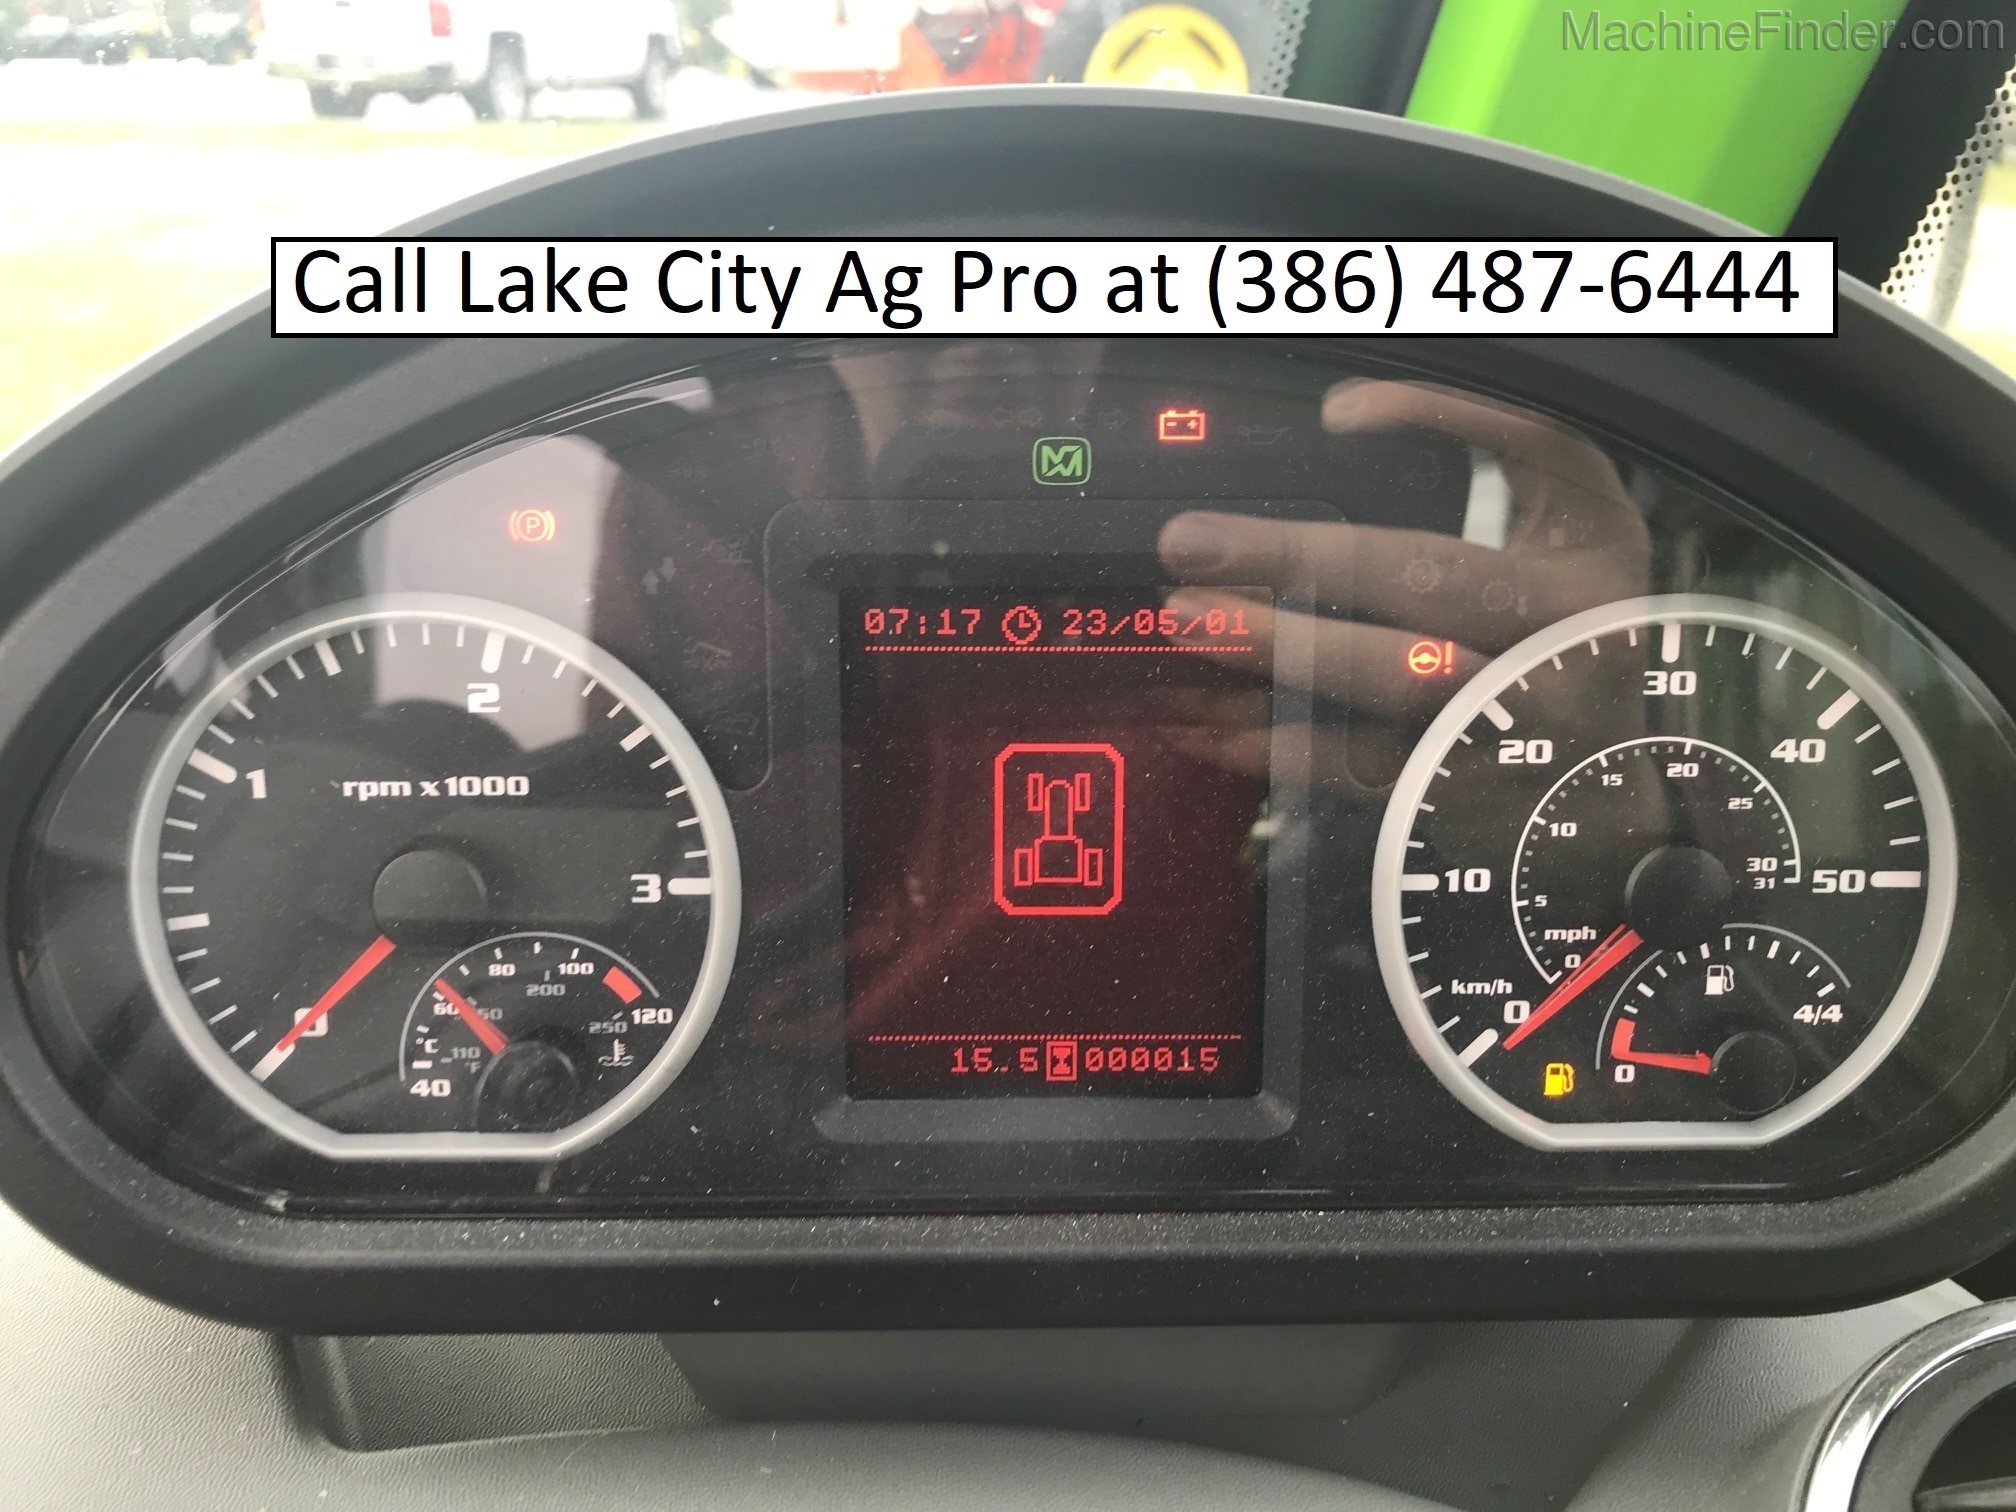 MachineFinder.com
Call Lake City Ag Pro at (386) 487-6444
P
07:17 23/05/01
0 1 2 3
rpm x1000
40 60 80 100 120
°C
110 150 200 250
°F
15.5 000015
0 10 20 30 40 50
km/h
0 5 10 15 20 25 30 31
mph
0 4/4